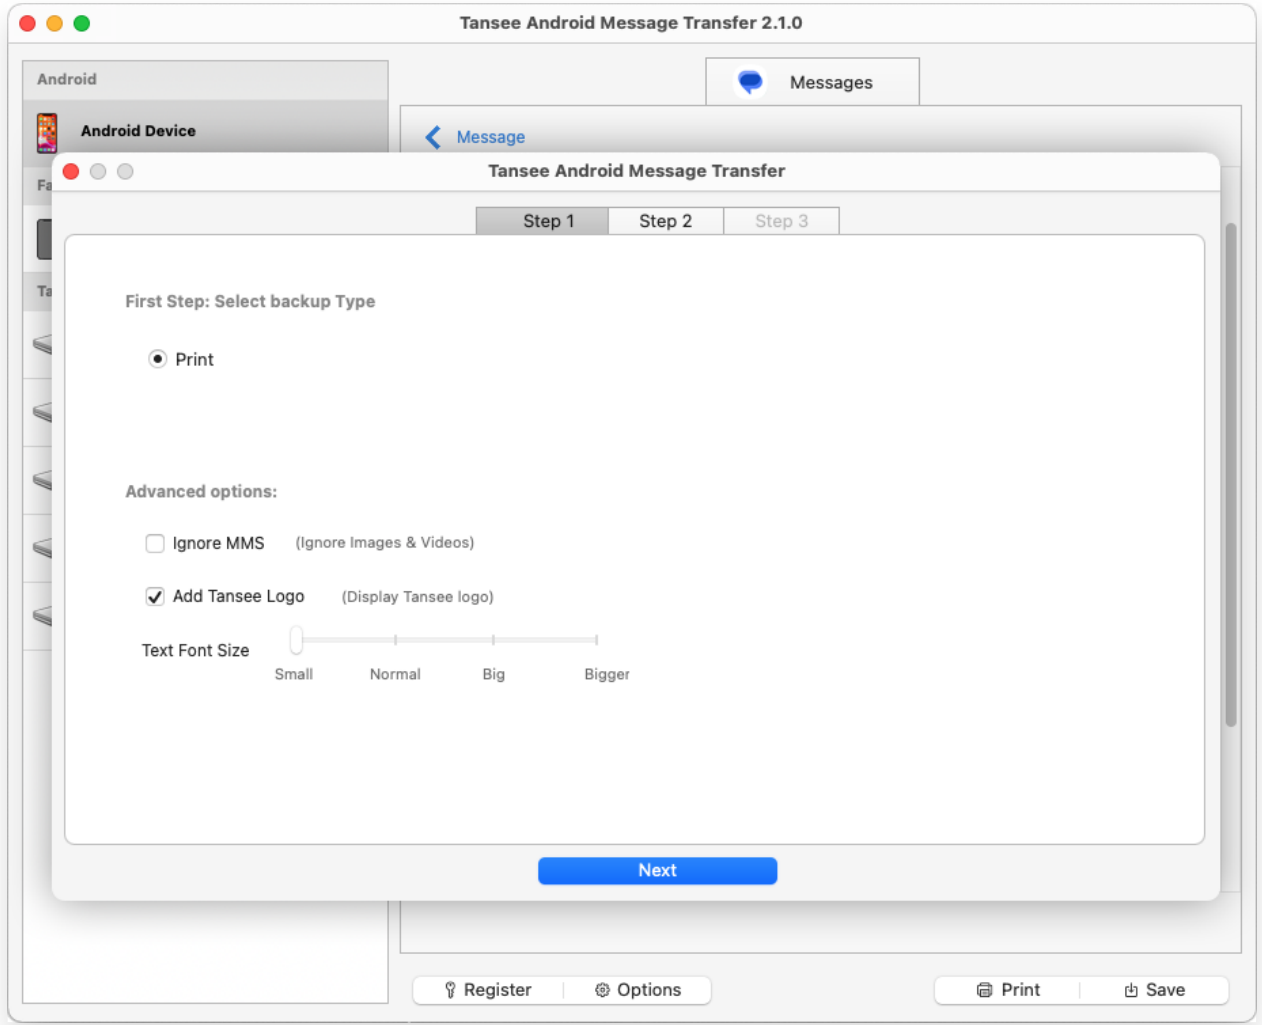 Tansee Android Message Transfer 2.1.0
Android
Messages
Android Device
Message
Tansee Android Message Transfer
Fa
Step 1 Step 2 Step 3
Ta
First Step: Select backup Type
Print
Advanced options:
Ignore MMS (Ignore Images & Videos)
Add Tansee Logo (Display Tansee logo)
Text Font Size
Small Normal Big Bigger
Next
Register Options Print Save